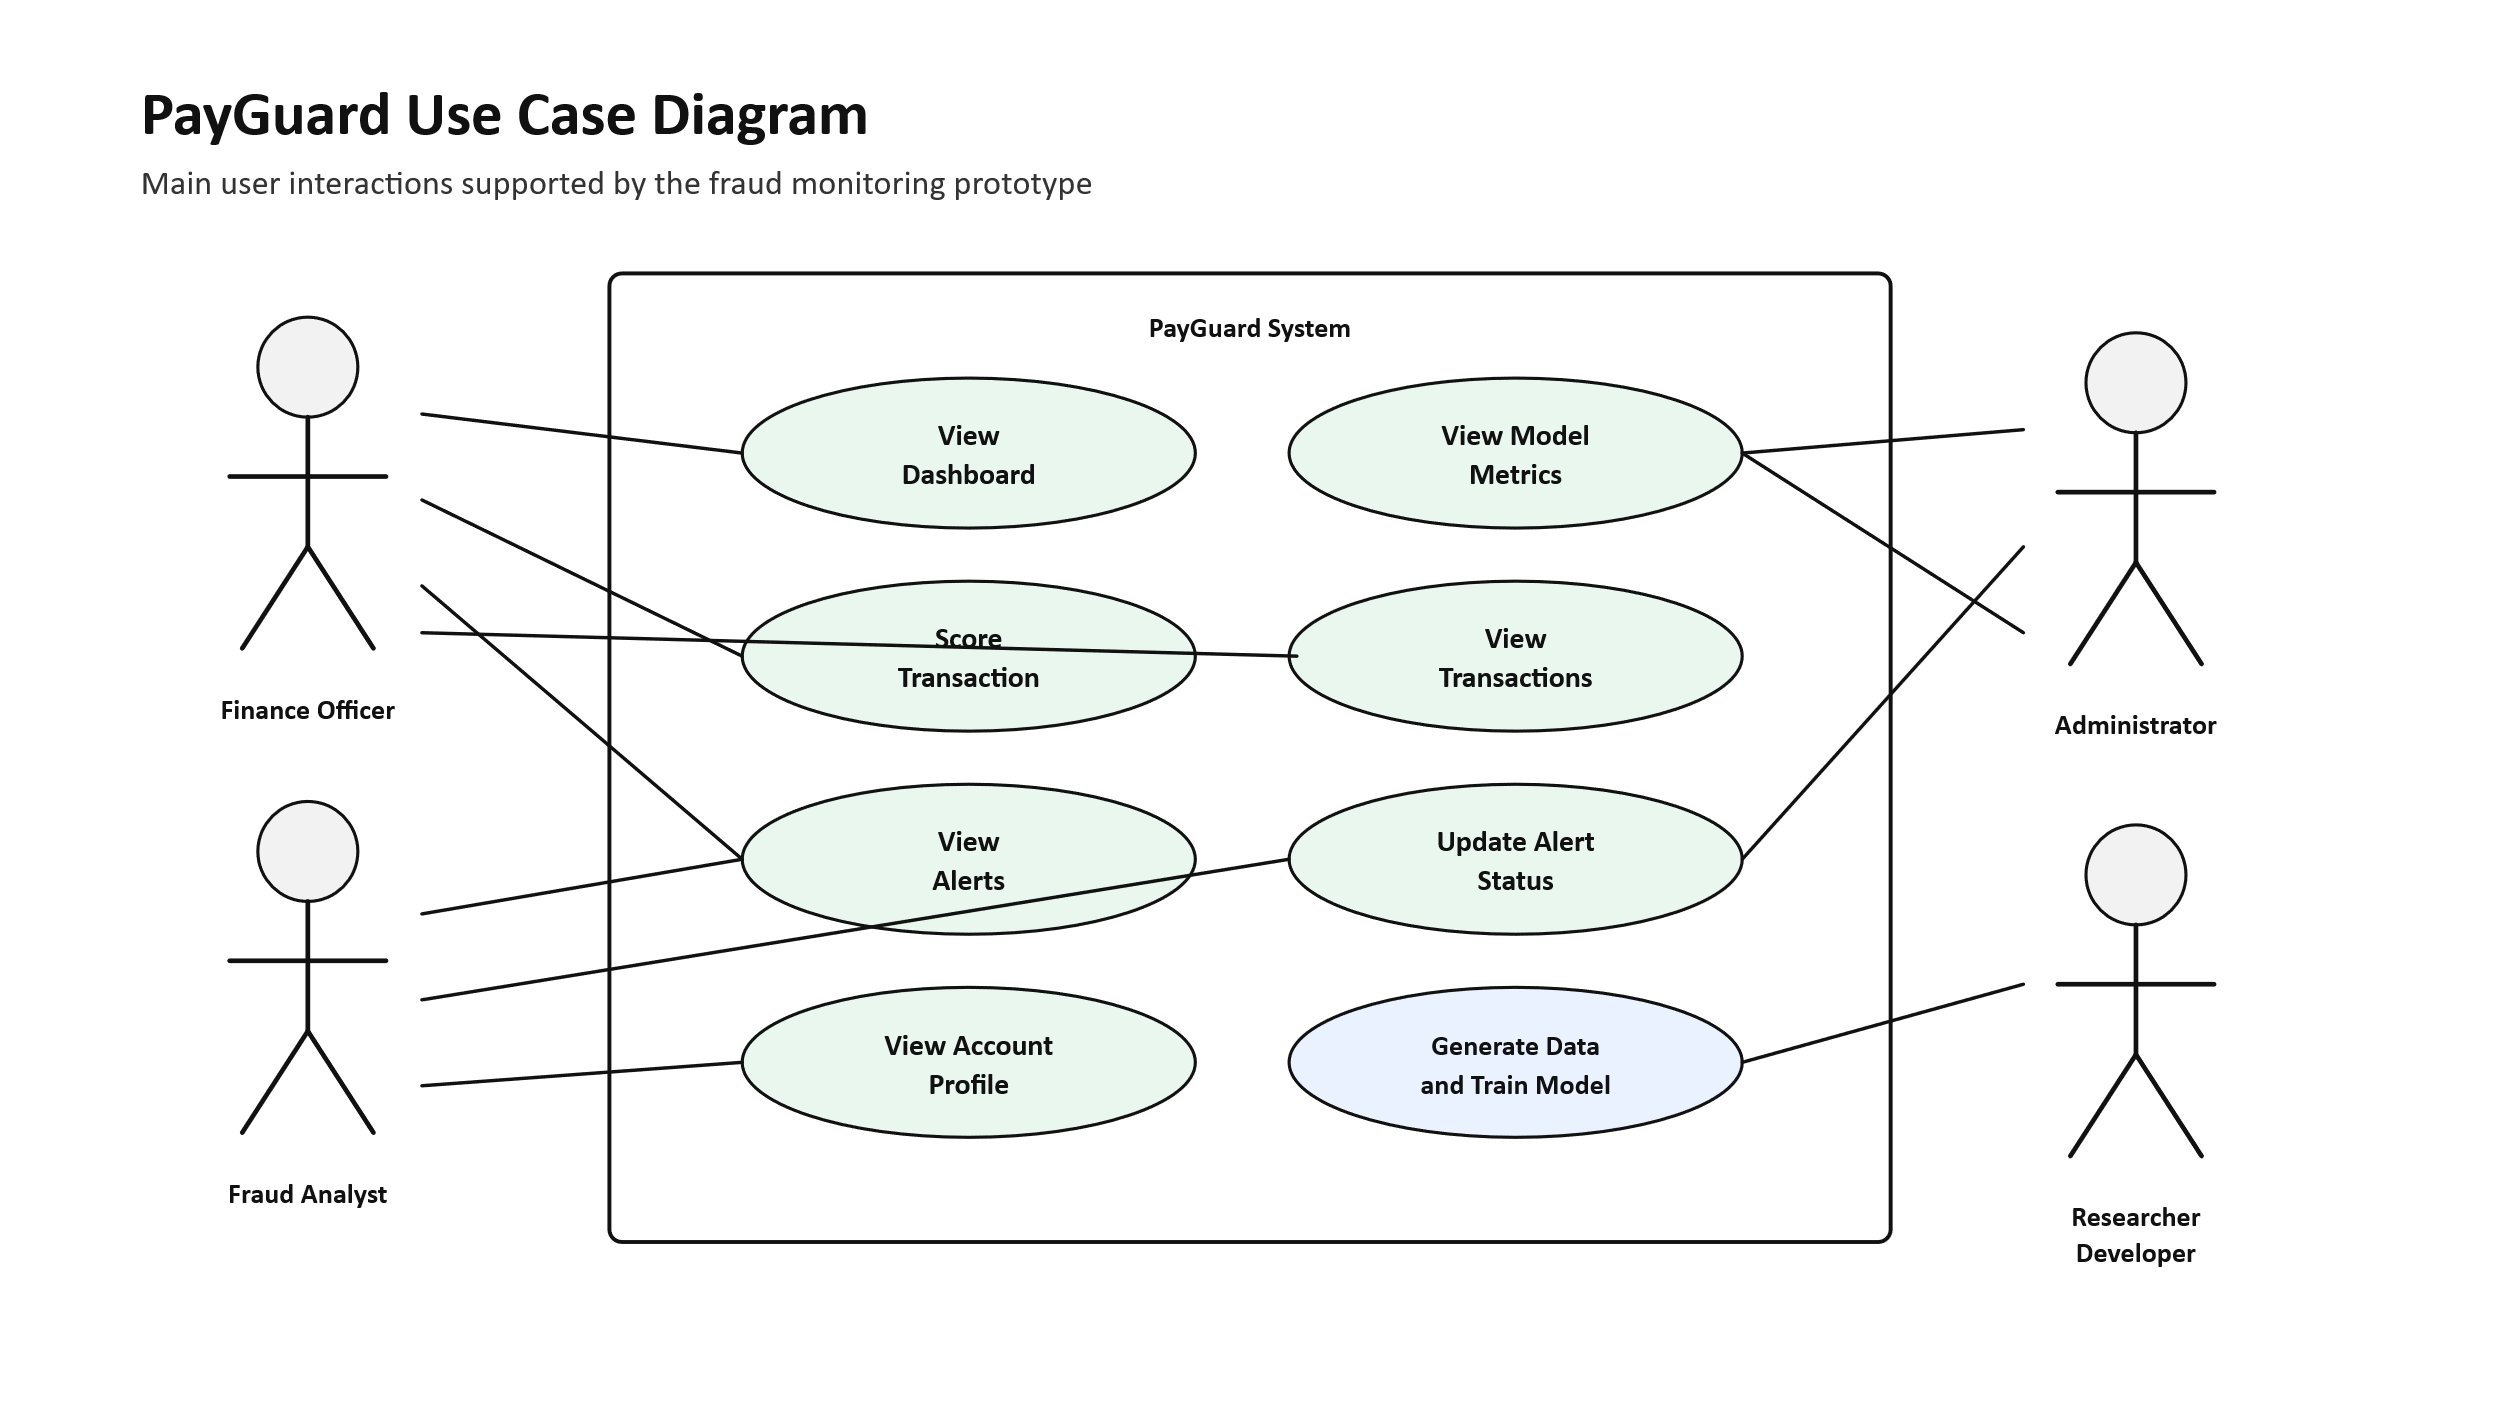 PayGuard Use Case Diagram
Main user interactions supported by the fraud monitoring prototype
PayGuard System
View
Dashboard
View Model
Metrics
Score
Transaction
View
Transactions
Finance Officer
Administrator
View
Alerts
Update Alert
Status
View Account
Profile
Generate Data
and Train Model
Fraud Analyst
Researcher
Developer